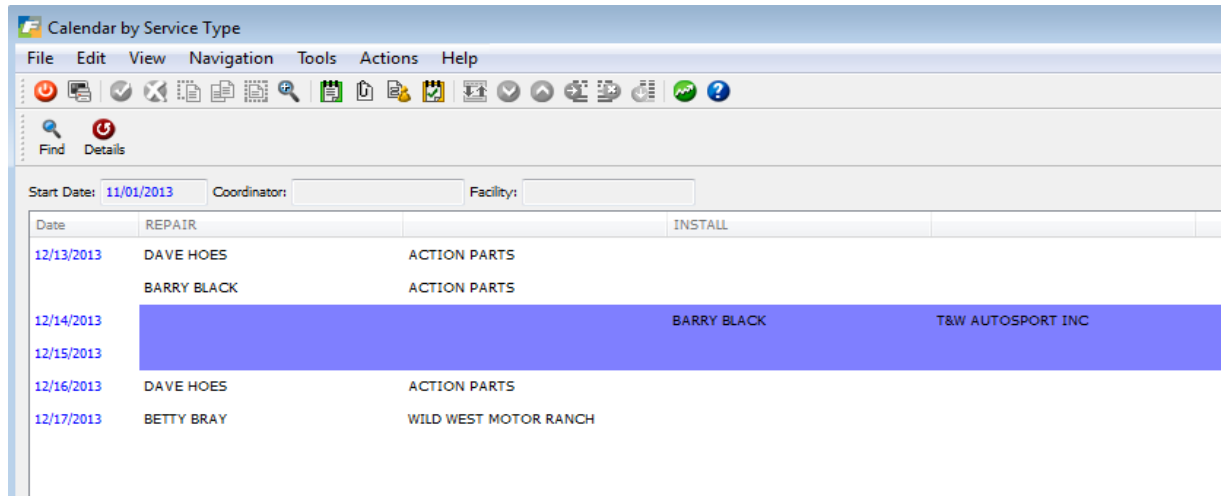 Calendar by Service Type
File Edit View Navigation Tools Actions Help
Find Details
Start Date: 11/01/2013 Coordinator: Facility:
Date REPAIR INSTALL
12/13/2013 DAVE HOES ACTION PARTS
BARRY BLACK ACTION PARTS
12/14/2013 BARRY BLACK T&W AUTOSPORT INC
12/15/2013
12/16/2013 DAVE HOES ACTION PARTS
12/17/2013 BETTY BRAY WILD WEST MOTOR RANCH